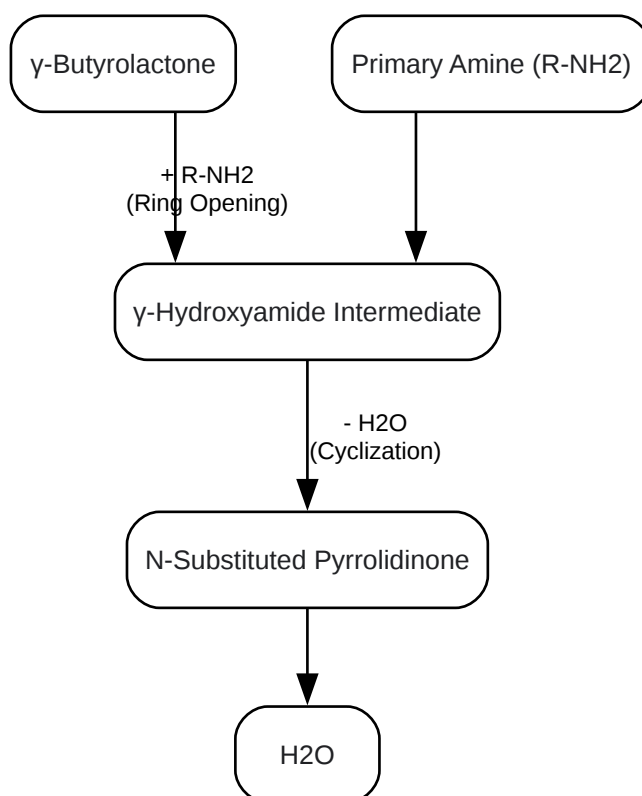 γ-Butyrolactone
Primary Amine (R-NH2)
+ R-NH2
(Ring Opening)
γ-Hydroxyamide Intermediate
- H2O
(Cyclization)
N-Substituted Pyrrolidinone
H2O